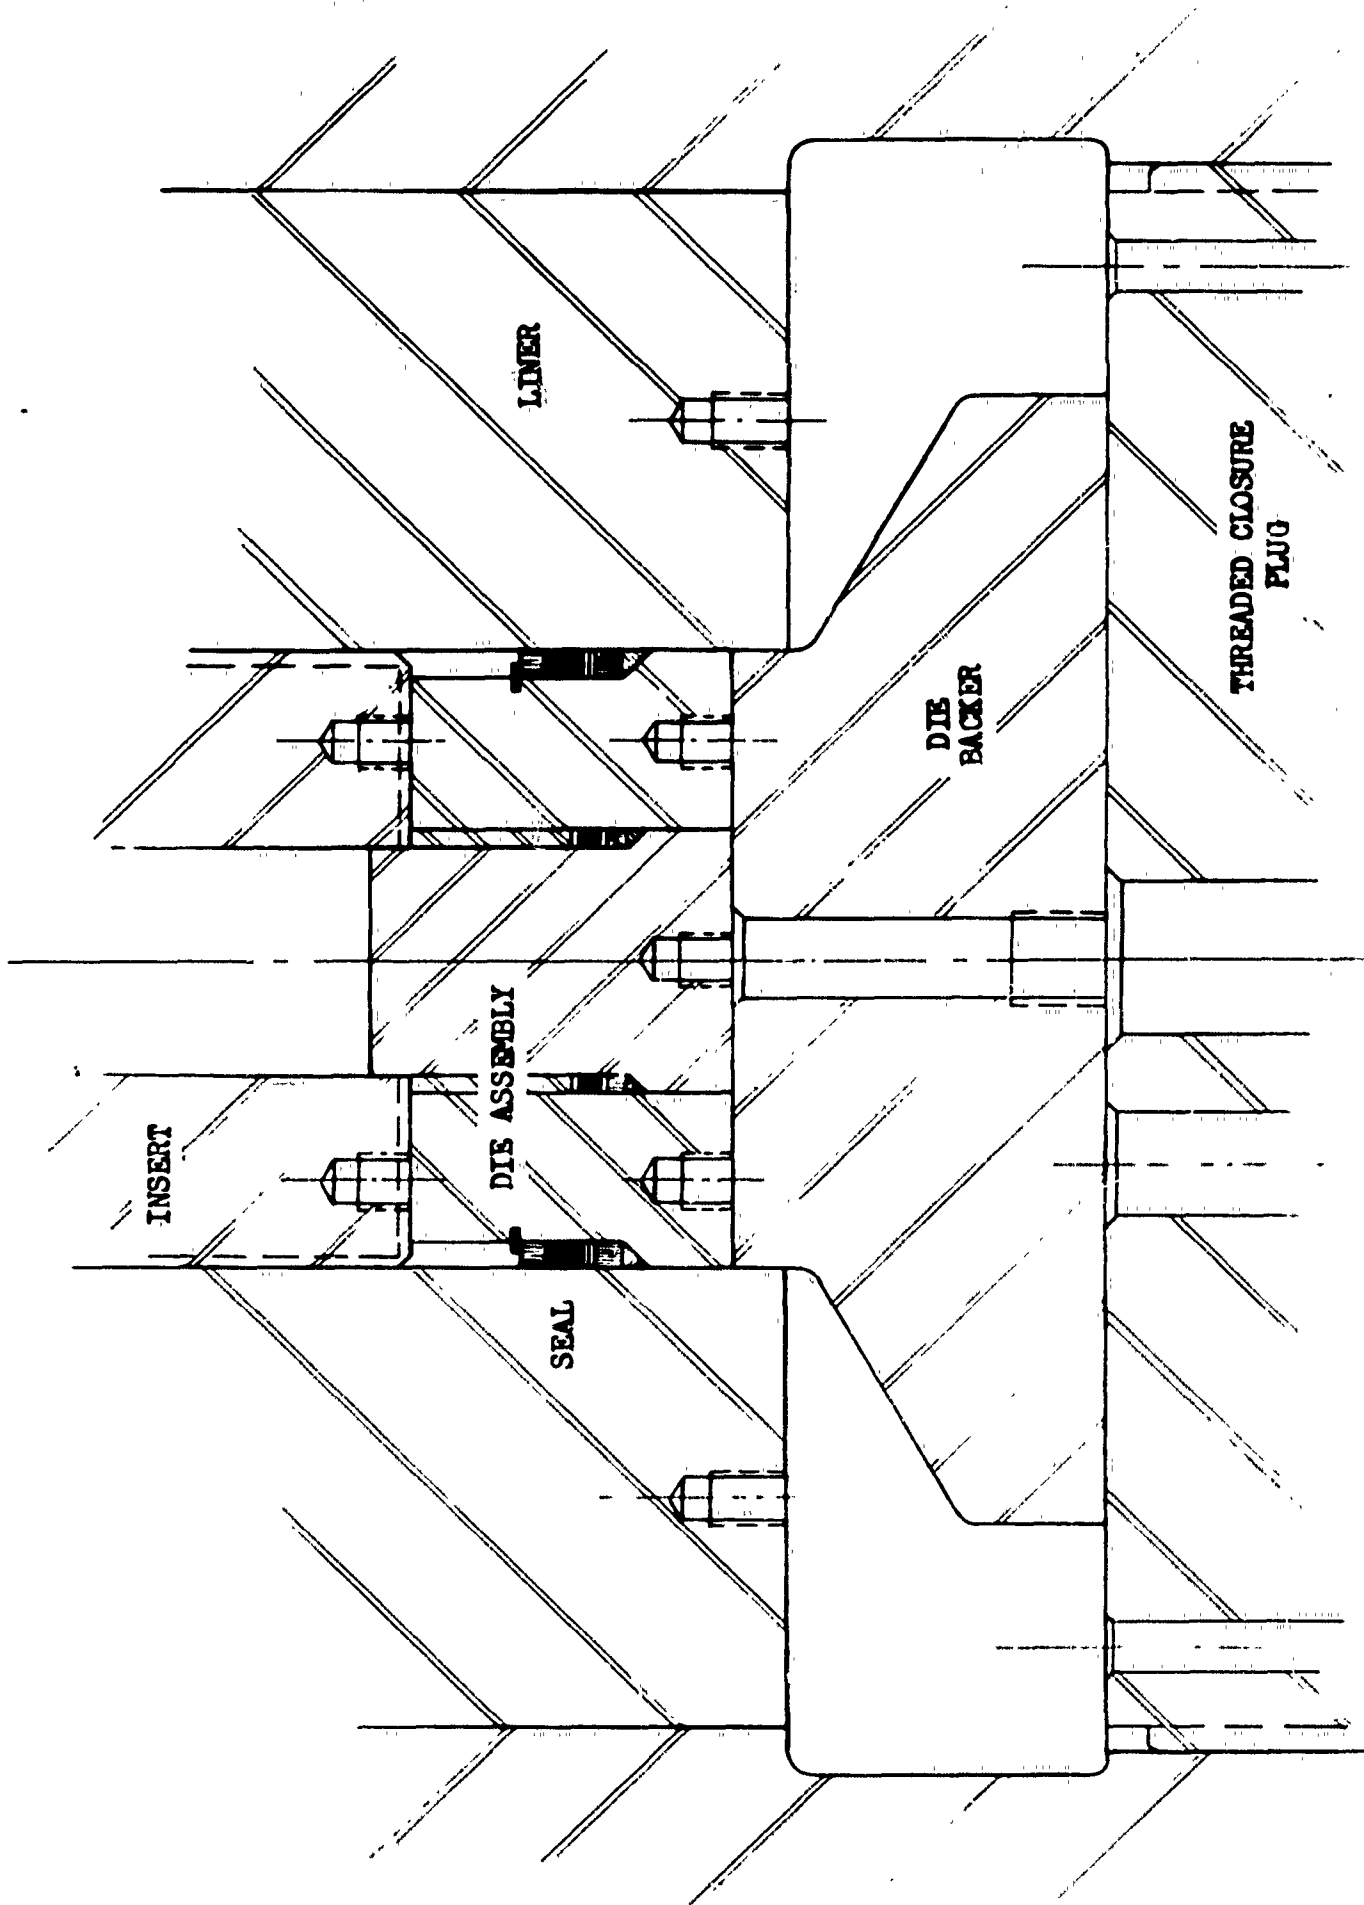 INSERT
SEAL
DIE ASSEMBLY
LINER
DIE
BACKER
THREADED CLOSURE
PLUG